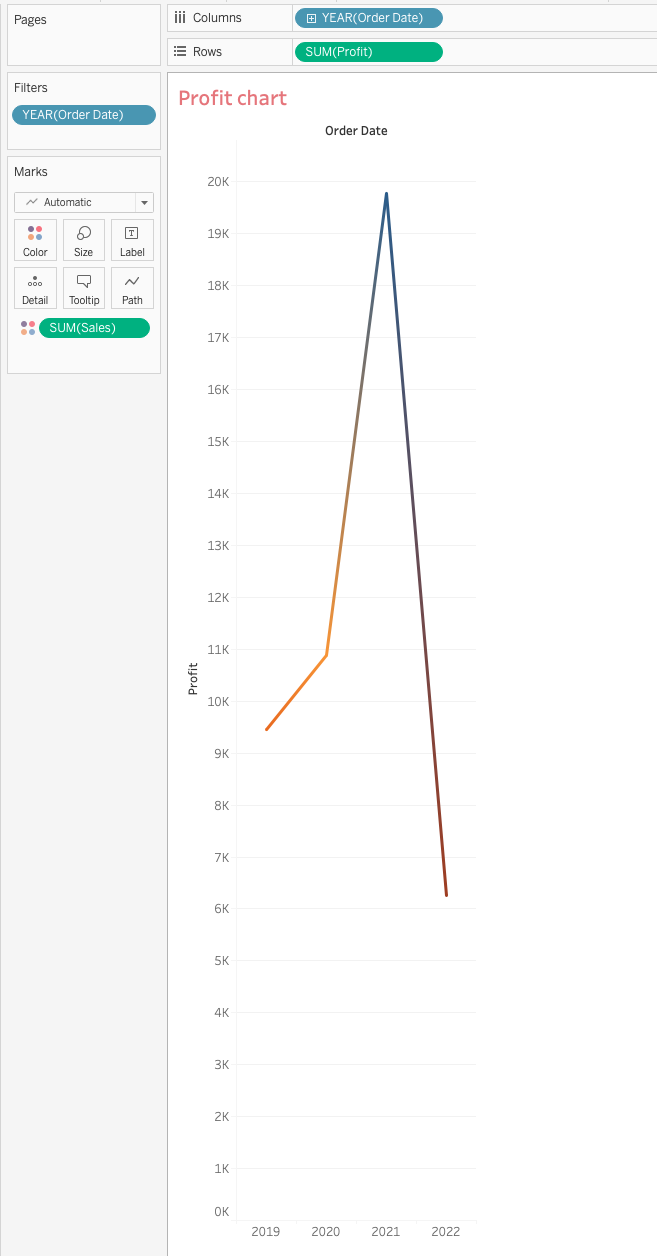 Pages
Columns
YEAR(Order Date)
Rows
SUM(Profit)
Filters
YEAR(Order Date)
Marks
Automatic
Color
Size
Label
Detail
Tooltip
Path
SUM(Sales)
Profit chart
Order Date
20K
19K
18K
17K
16K
15K
14K
13K
12K
11K
10K
9K
8K
7K
6K
5K
4K
3K
2K
1K
0K
Profit
2019
2020
2021
2022